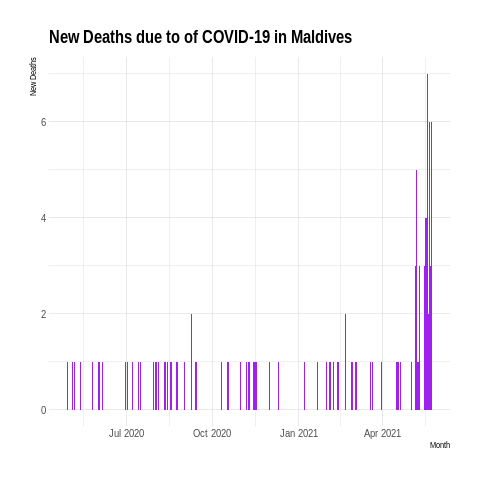 New Deaths due to of COVID-19 in Maldives
New Deaths
6
4
2
0
Jul 2020 Oct 2020 Jan 2021 Apr 2021
Month